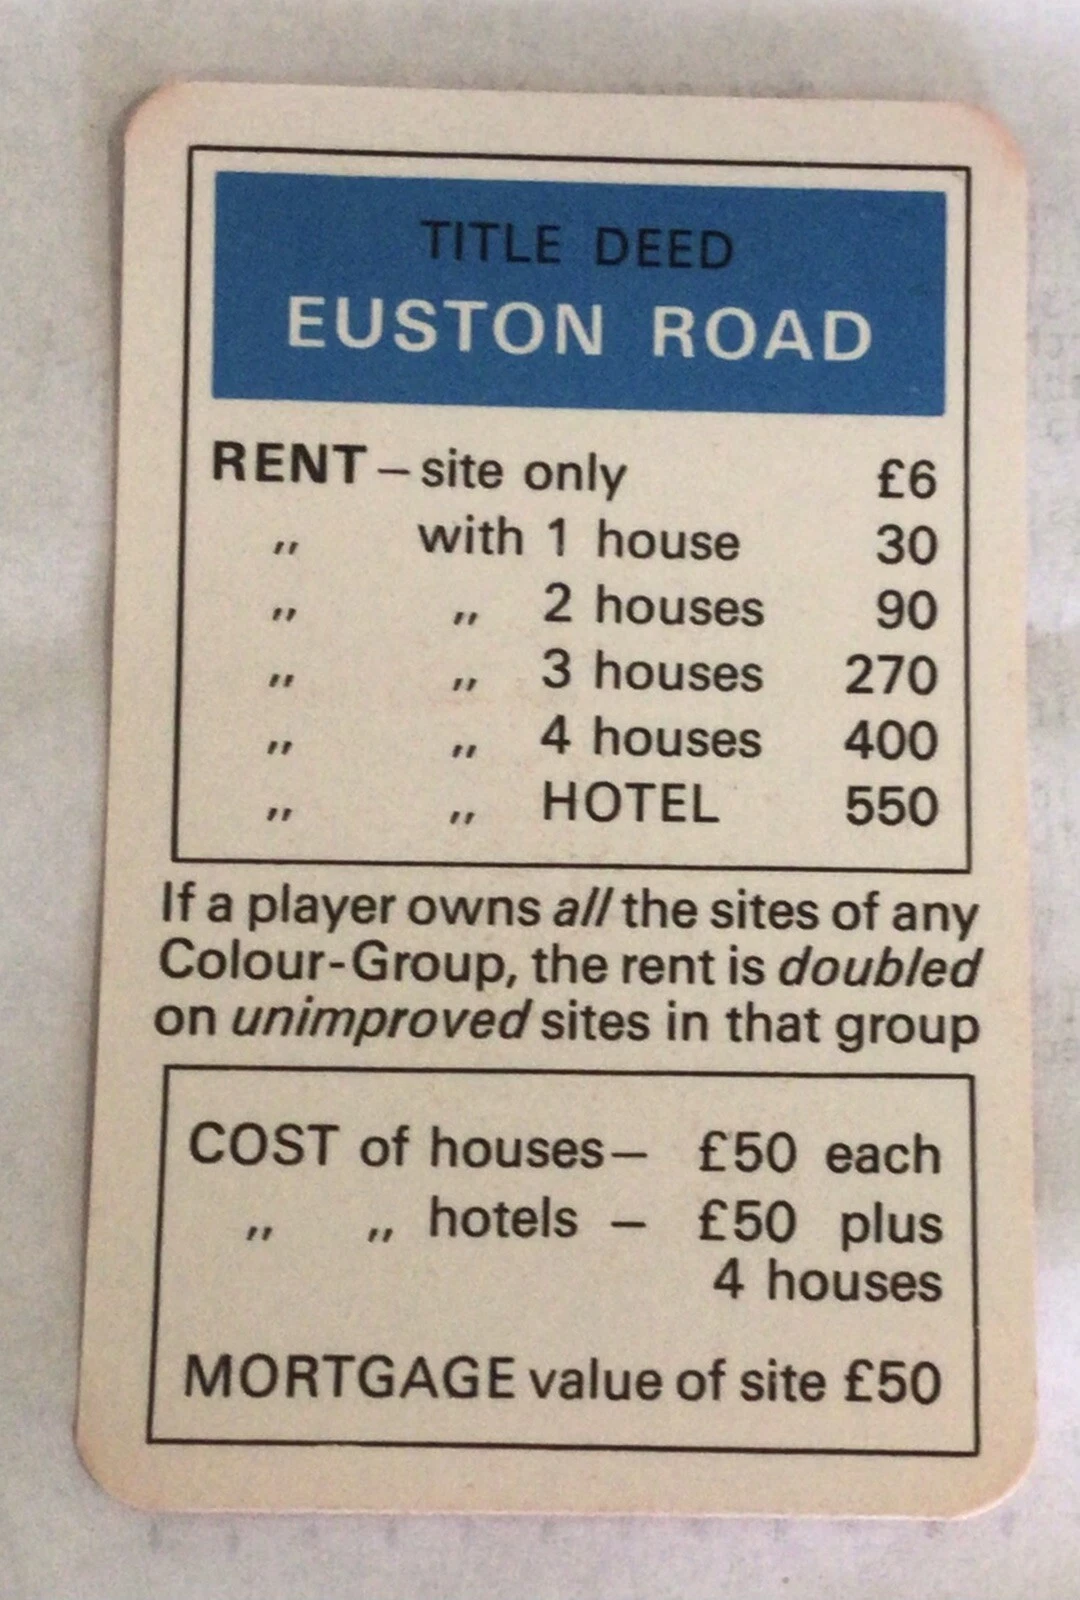 TITLE DEED
EUSTON ROAD
RENT – site only £6
,, with 1 house 30
,, ,, 2 houses 90
,, ,, 3 houses 270
,, ,, 4 houses 400
,, ,, HOTEL 550
If a player owns all the sites of any
Colour-Group, the rent is doubled
on unimproved sites in that group
COST of houses– £50 each
,, ,, hotels – £50 plus
4 houses
MORTGAGE value of site £50